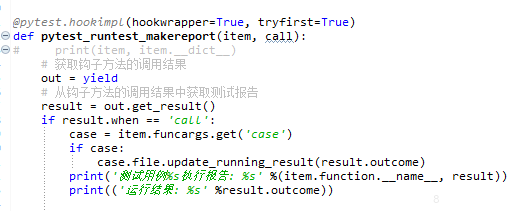 @pytest.hookimpl(hookwrapper=True, tryfirst=True)
def pytest_runtest_makereport(item, call):
#     print(item, item.__dict__)
    # 获取钩子方法的调用结果
    out = yield
    # 从钩子方法的调用结果中获取测试报告
    result = out.get_result()
    if result.when == 'call':
        case = item.funcargs.get('case')
        if case:
            case.file.update_running_result(result.outcome)
        print('测试用例%s执行报告: %s' %(item.function.__name__, result))
        print(('运行结果: %s' %result.outcome))